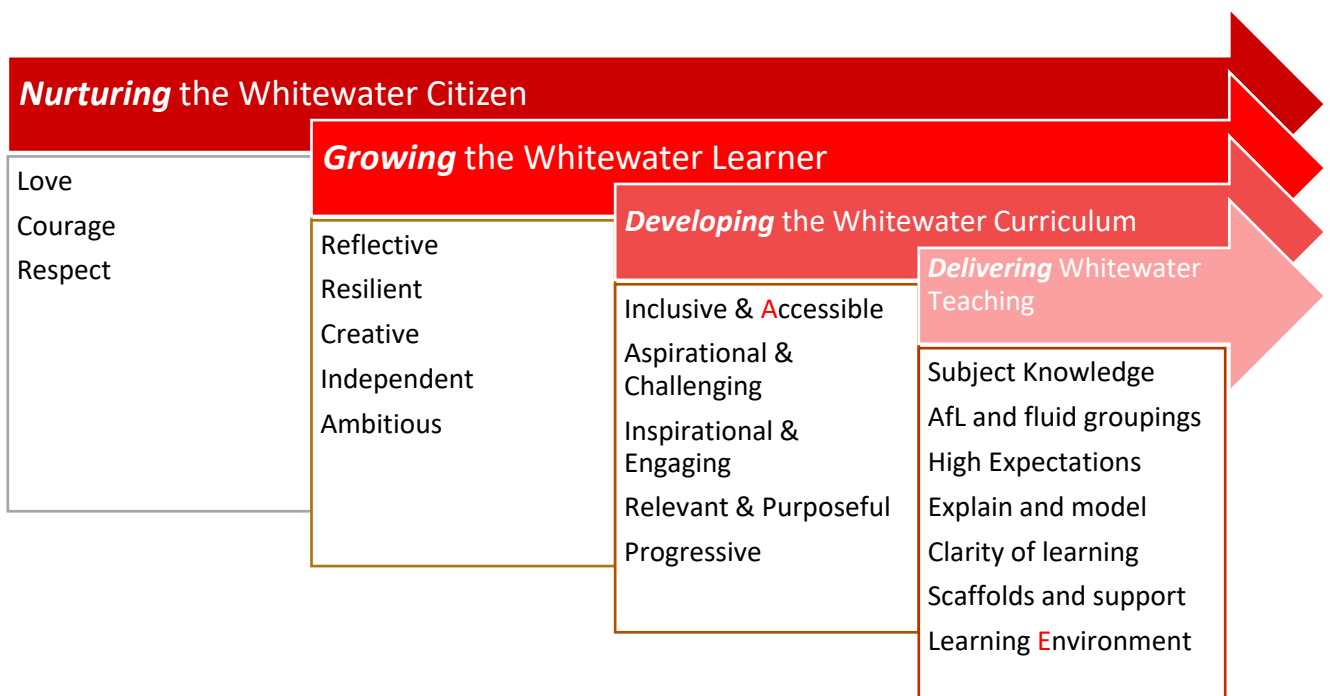 Nurturing the Whitewater Citizen
Love
Courage
Respect
Growing the Whitewater Learner
Reflective
Resilient
Creative
Independent
Ambitious
Developing the Whitewater Curriculum
Inclusive & Accessible
Aspirational &
Challenging
Inspirational &
Engaging
Relevant & Purposeful
Progressive
Delivering Whitewater
Teaching
Subject Knowledge
AfL and fluid groupings
High Expectations
Explain and model
Clarity of learning
Scaffolds and support
Learning Environment